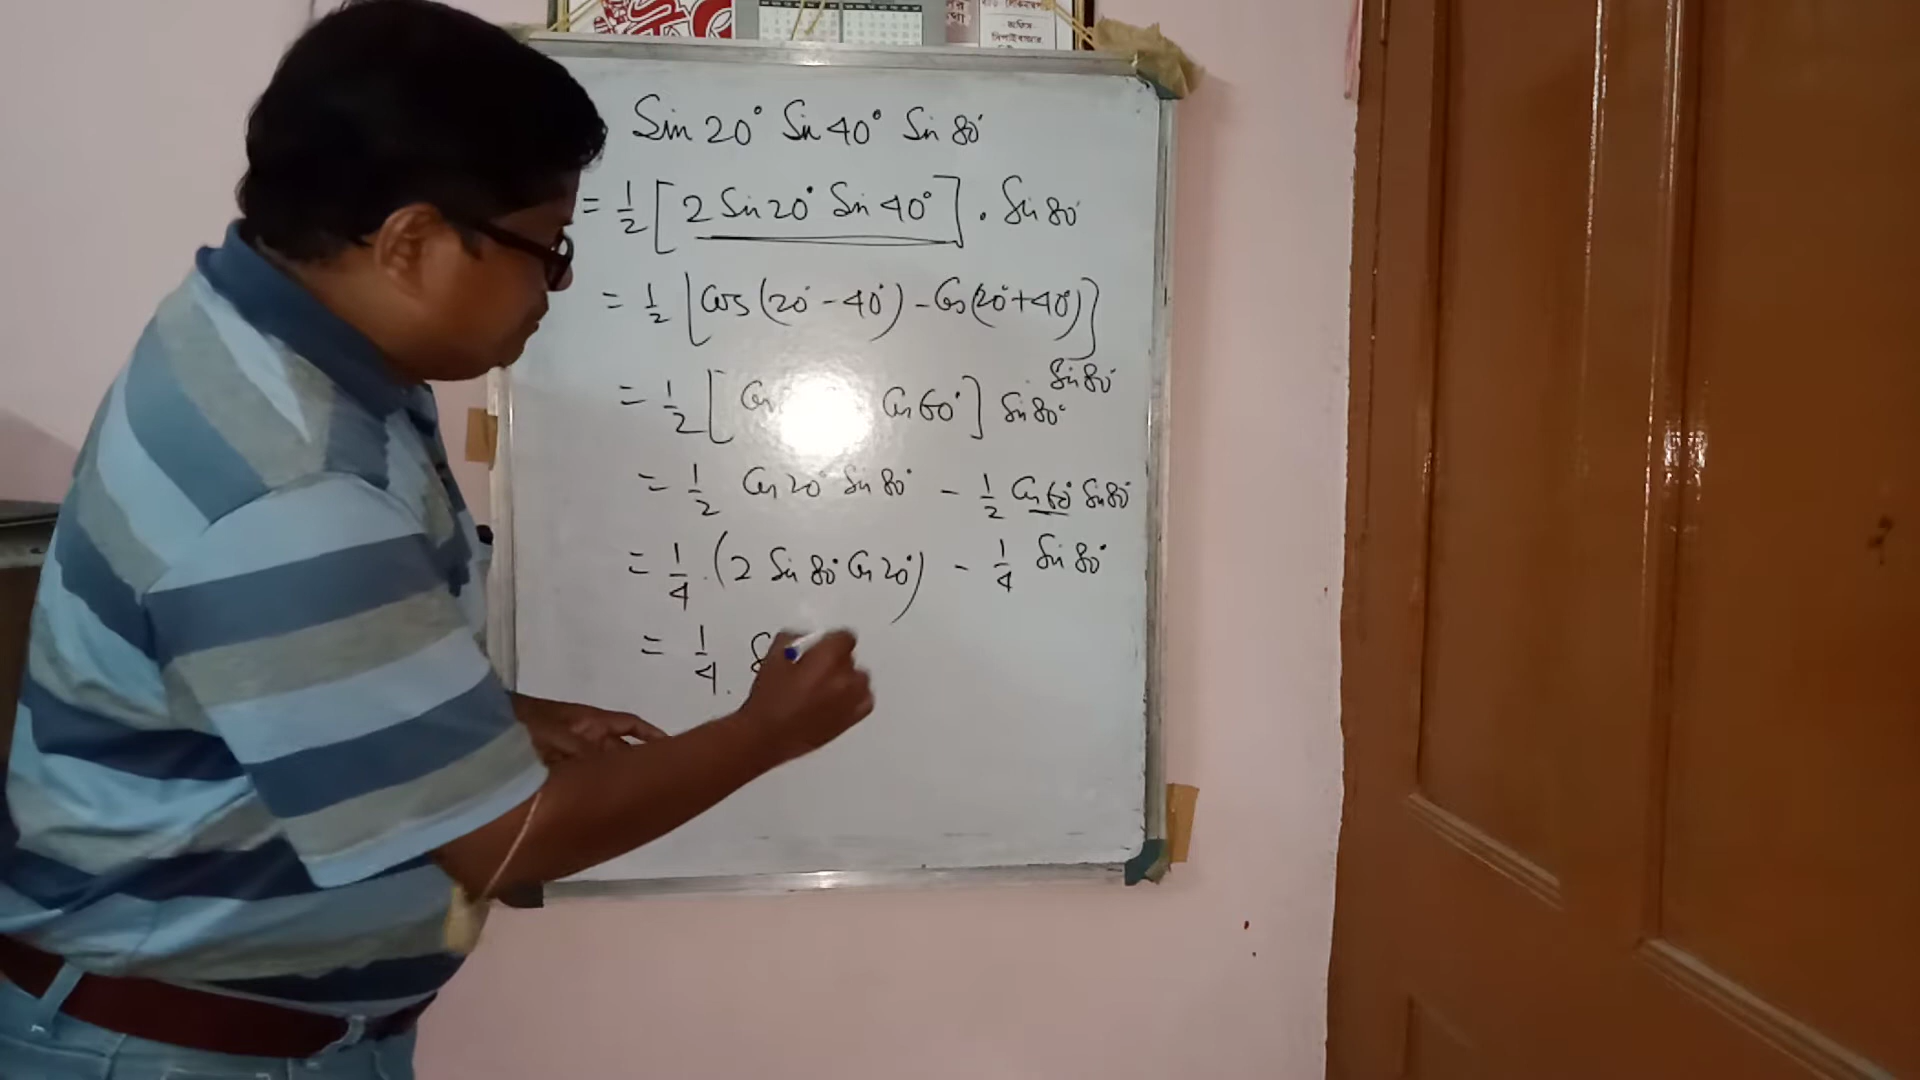 Sin 20° Sin 40° Sin 80°
= 1/2 [2 Sin 20° Sin 40°] . Sin 80°
= 1/2 [Cos (20° - 40°) - Cos (20° + 40°)]
Sin 80°
= 1/2 [Cos Cos 60°] Sin 80°
= 1/2 Cos 20° Sin 80° - 1/2 Cos 60° Sin 80°
= 1/4 . (2 Sin 80° Cos 20°) - 1/4 Sin 80°
= 1/4 .